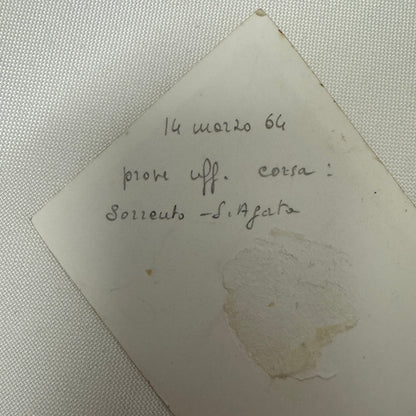 14 marzo 64
prove uff. corsa :
Sorrento - S. Agata